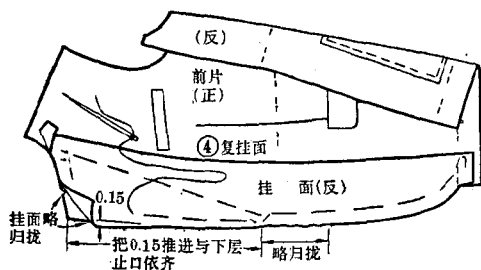 (反)
前片
(正)
④复挂面
挂 面(反)
0.15
挂面略
归拢
把0.15推进与下层
止口依齐
略归拢